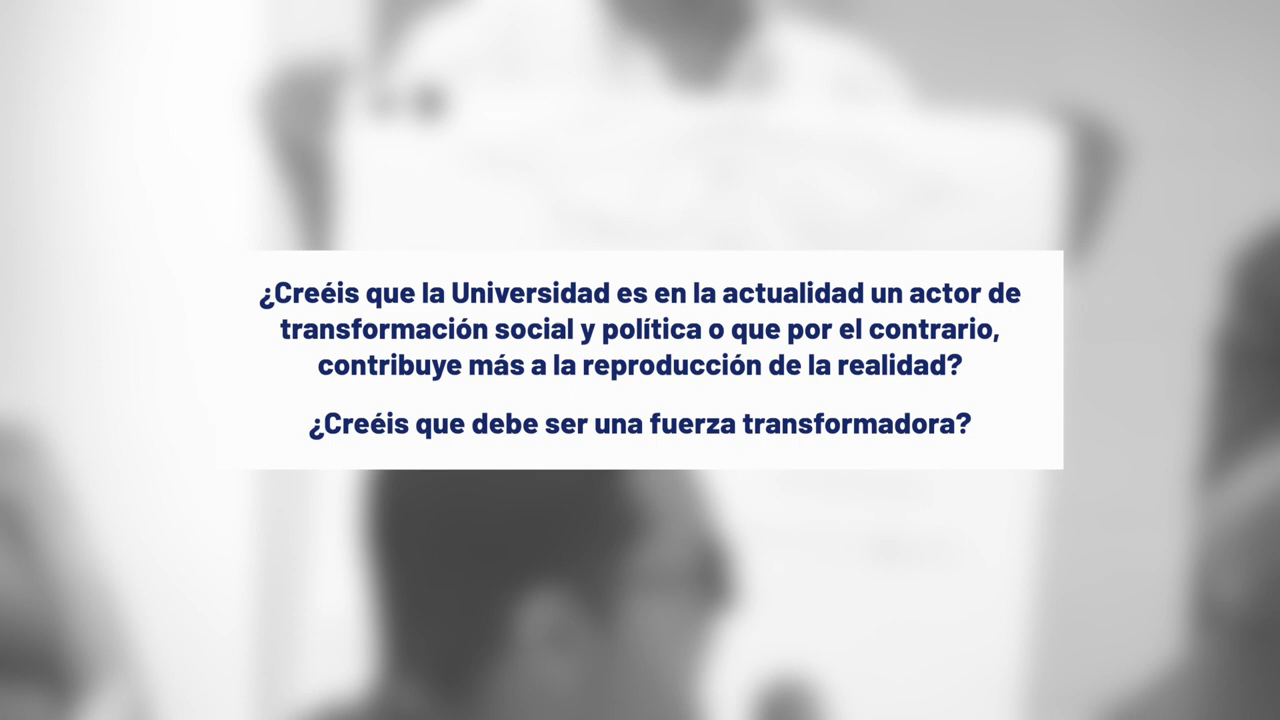 ¿Creéis que la Universidad es en la actualidad un actor de
transformación social y política o que por el contrario,
contribuye más a la reproducción de la realidad?
¿Creéis que debe ser una fuerza transformadora?